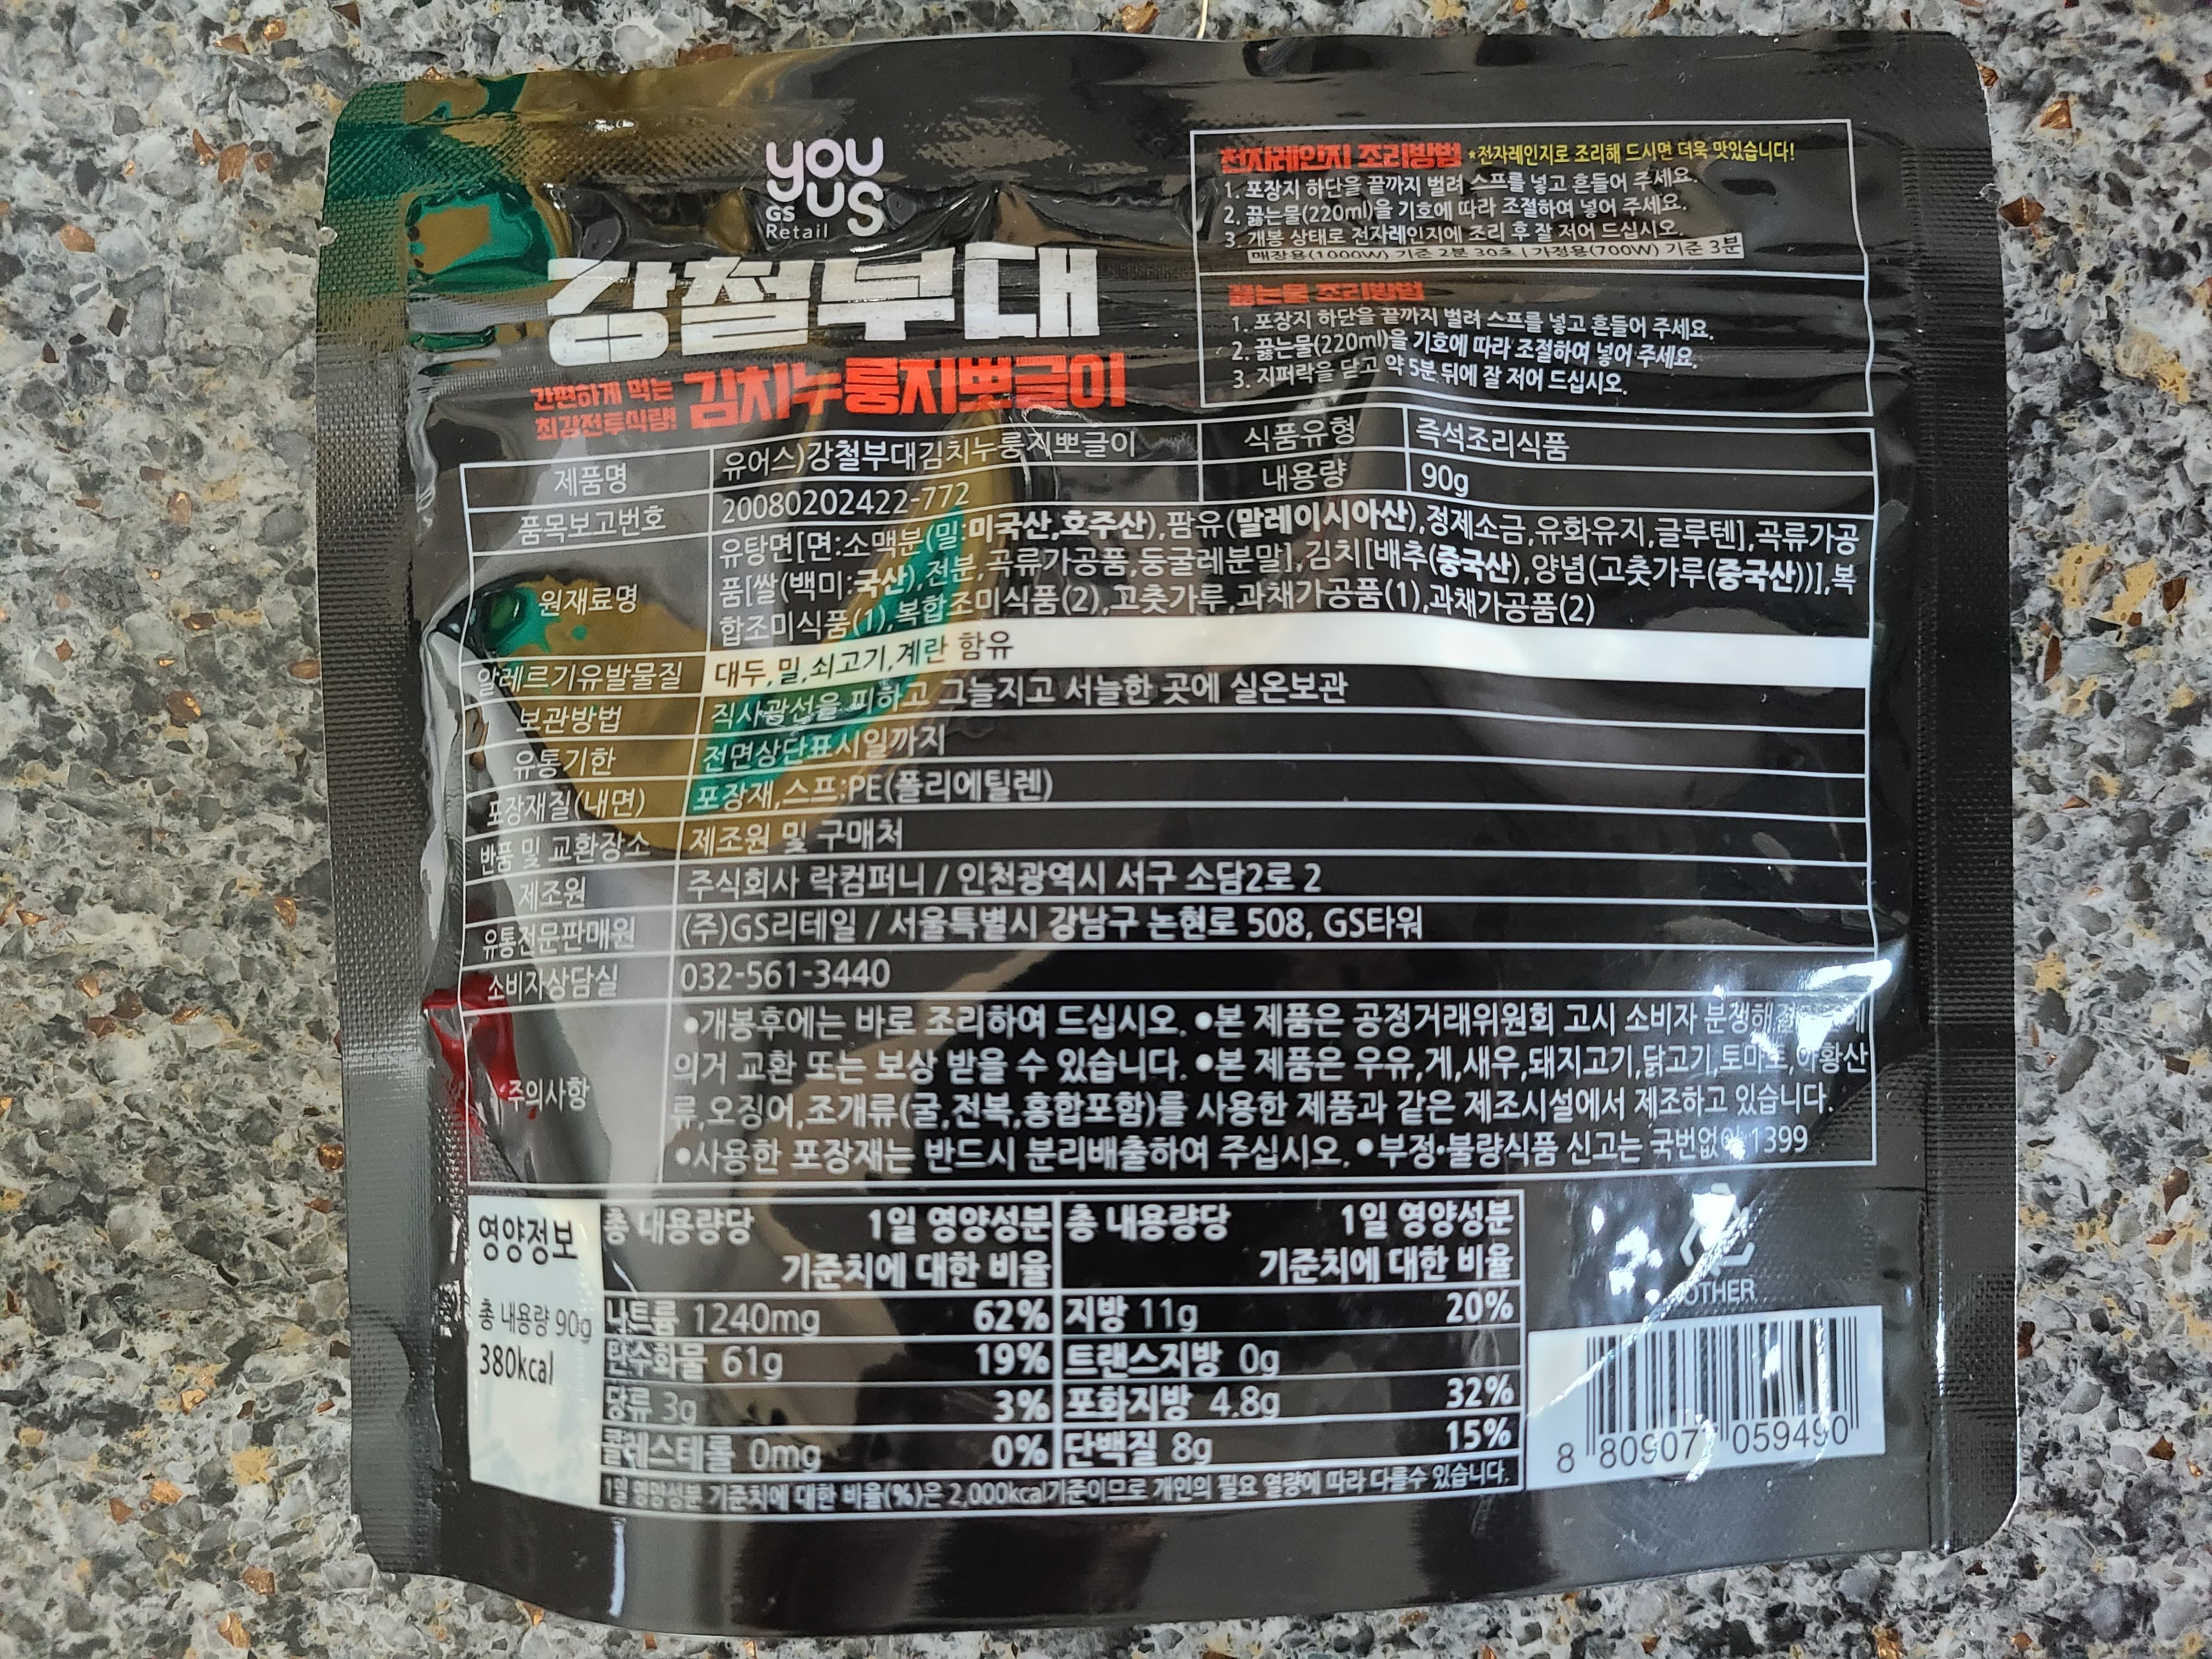 you
us
GS
Retail
강철부대
간편하게 먹는
최강전투식량!
김치누룽지뽀글이
전자레인지 조리방법 *전자레인지로 조리해 드시면 더욱 맛있습니다!
1. 포장지 하단을 끝까지 벌려 스프를 넣고 흔들어 주세요.
2. 끓는물(220ml)을 기호에 따라 조절하여 넣어 주세요.
3. 개봉 상태로 전자레인지에 조리 후 잘 저어 드십시오.
매장용(1000W) 기준 2분 30초 | 가정용(700W) 기준 3분
끓는물 조리방법
1. 포장지 하단을 끝까지 벌려 스프를 넣고 흔들어 주세요.
2. 끓는물(220ml)을 기호에 따라 조절하여 넣어 주세요.
3. 지퍼락을 닫고 약 5분 뒤에 잘 저어 드십시오.
제품명 유어스)강철부대김치누룽지뽀글이 식품유형 즉석조리식품
품목보고번호 20080202422-772 내용량 90g
원재료명 유탕면[면:소맥분(밀:미국산,호주산),팜유(말레이시아산),정제소금,유화유지,글루텐],곡류가공
품[쌀(백미:국산),전분,곡류가공품,둥굴레분말],김치[배추(중국산),양념(고춧가루(중국산))],복
합조미식품(1),복합조미식품(2),고춧가루,과채가공품(1),과채가공품(2)
알레르기유발물질 대두,밀,쇠고기,계란 함유
보관방법 직사광선을 피하고 그늘지고 서늘한 곳에 실온보관
유통기한 전면상단표시일까지
포장재질(내면) 포장재,스프:PE(폴리에틸렌)
반품 및 교환장소 제조원 및 구매처
제조원 주식회사 락컴퍼니 / 인천광역시 서구 소담2로 2
유통전문판매원 (주)GS리테일 / 서울특별시 강남구 논현로 508, GS타워
소비자상담실 032-561-3440
주의사항 •개봉후에는 바로 조리하여 드십시오. •본 제품은 공정거래위원회 고시 소비자
의거 교환 또는 보상 받을 수 있습니다. •본 제품은 우유,게,새우,돼지고기,닭고기,토마토,아황산
류,오징어,조개류(굴,전복,홍합포함)를 사용한 제품과 같은 제조시설에서 제조하고 있습니다.
•사용한 포장재는 반드시 분리배출하여 주십시오. •부정•불량식품 신고는 국번없이 1399
영양정보
총 내용량 90g
380kcal
총 내용량당 1일 영양성분 총 내용량당 1일 영양성분
기준치에 대한 비율 기준치에 대한 비율
나트륨 1240mg 62% 지방 11g 20%
탄수화물 61g 19% 트랜스지방 0g
당류 3g 3% 포화지방 4.8g 32%
콜레스테롤 0mg 0% 단백질 8g 15%
1일 영양성분 기준치에 대한 비율(%)은 2,000kcal기준이므로 개인의 필요 열량에 따라 다를수 있습니다.
OTHER
8 809077 059490